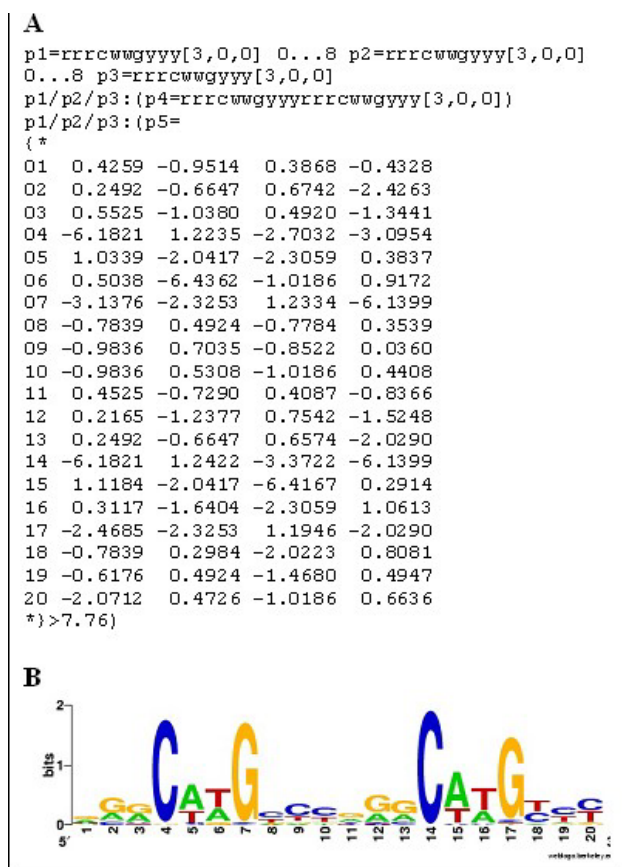 A
p1=rrrcwwgyyy[3,0,0] 0...8 p2=rrrcwwgyyy[3,0,0]
0...8 p3=rrrcwwgyyy[3,0,0]
p1/p2/p3:(p4=rrrcwwgyyyrrrcwwgyyy[3,0,0])
p1/p2/p3:(p5=
{*
01 0.4259 -0.9514 0.3868 -0.4328
02 0.2492 -0.6647 0.6742 -2.4263
03 0.5525 -1.0380 0.4920 -1.3441
04 -6.1821 1.2235 -2.7032 -3.0954
05 1.0339 -2.0417 -2.3059 0.3837
06 0.5038 -6.4362 -1.0186 0.9172
07 -3.1376 -2.3253 1.2334 -6.1399
08 -0.7839 0.4924 -0.7784 0.3539
09 -0.9836 0.7035 -0.8522 0.0360
10 -0.9836 0.5308 -1.0186 0.4408
11 0.4525 -0.7290 0.4087 -0.8366
12 0.2165 -1.2377 0.7542 -1.5248
13 0.2492 -0.6647 0.6574 -2.0290
14 -6.1821 1.2422 -3.3722 -6.1399
15 1.1184 -2.0417 -6.4167 0.2914
16 0.3117 -1.6404 -2.3059 1.0613
17 -2.4685 -2.3253 1.1946 -2.0290
18 -0.7839 0.2984 -2.0223 0.8081
19 -0.6176 0.4924 -1.4680 0.4947
20 -2.0712 0.4726 -1.0186 0.6636
*}>7.76)
B
2
bits
1
0
5′ 1 2 3 4 5 6 7 8 9 10 11 12 13 14 15 16 17 18 19 20